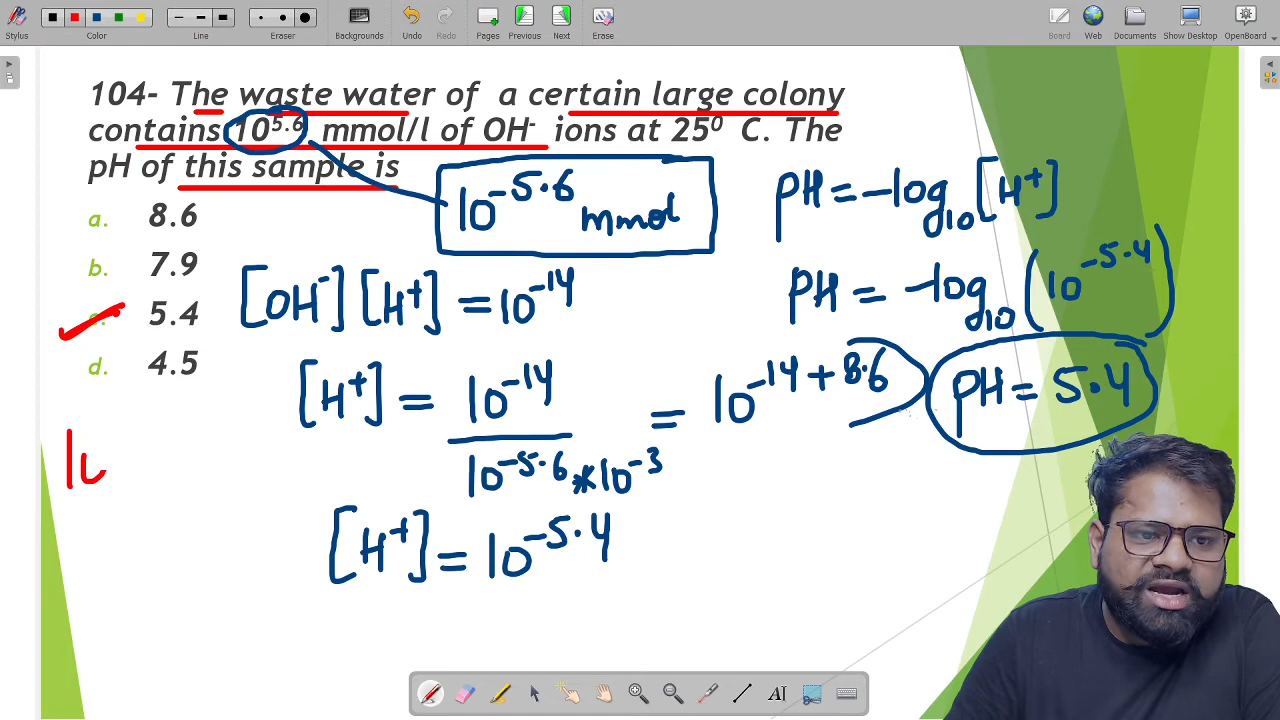 Stylus Color Line Eraser Backgrounds Undo Redo Pages Previous Next Erase Board Web Documents Show Desktop OpenBoard
104- The waste water of a certain large colony
contains 10^5.6 mmol/l of OH- ions at 25⁰ C. The
pH of this sample is
a. 8.6
b. 7.9
5.4
d. 4.5
10^-5.6 mmol
[OH-][H+] = 10^-14
[H+] = 10^-14 / 10^-5.6 * 10^-3 = 10^-14+8.6
[H+] = 10^-5.4
PH = -log10 [H+]
PH = -log10 (10^-5.4)
PH = 5.4